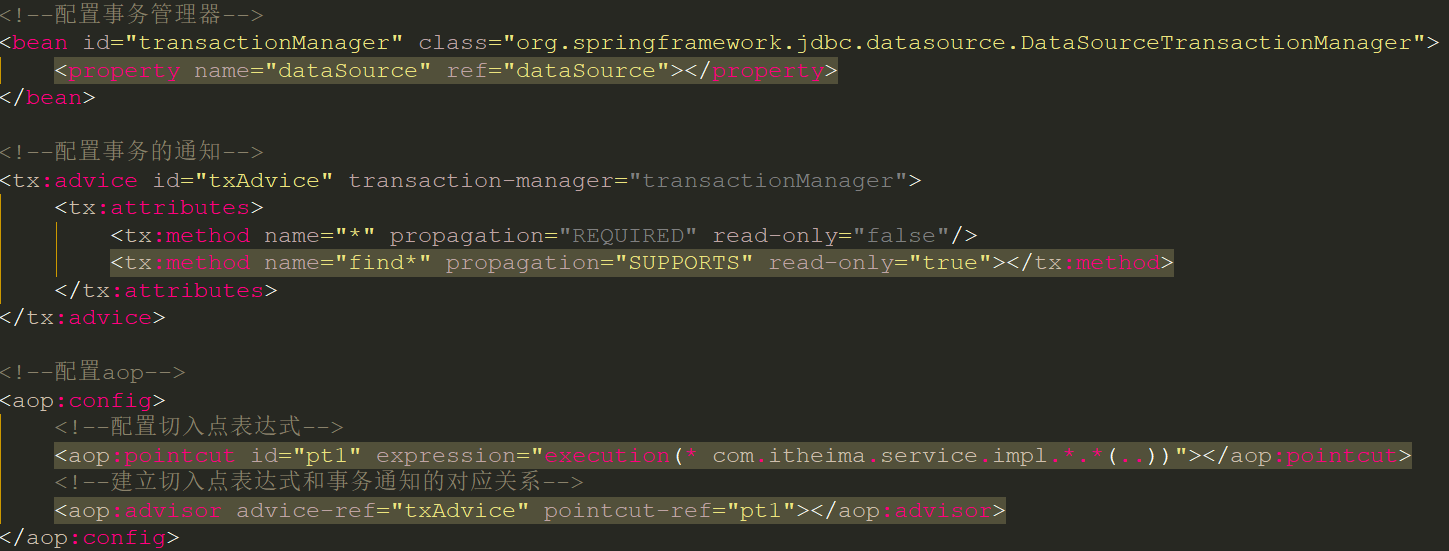 <!--配置事务管理器-->
<bean id="transactionManager" class="org.springframework.jdbc.datasource.DataSourceTransactionManager">
    <property name="dataSource" ref="dataSource"></property>
</bean>

<!--配置事务的通知-->
<tx:advice id="txAdvice" transaction-manager="transactionManager">
    <tx:attributes>
        <tx:method name="*" propagation="REQUIRED" read-only="false"/>
        <tx:method name="find*" propagation="SUPPORTS" read-only="true"></tx:method>
    </tx:attributes>
</tx:advice>

<!--配置aop-->
<aop:config>
    <!--配置切入点表达式-->
    <aop:pointcut id="pt1" expression="execution(* com.itheima.service.impl.*.*(..))"></aop:pointcut>
    <!--建立切入点表达式和事务通知的对应关系-->
    <aop:advisor advice-ref="txAdvice" pointcut-ref="pt1"></aop:advisor>
</aop:config>